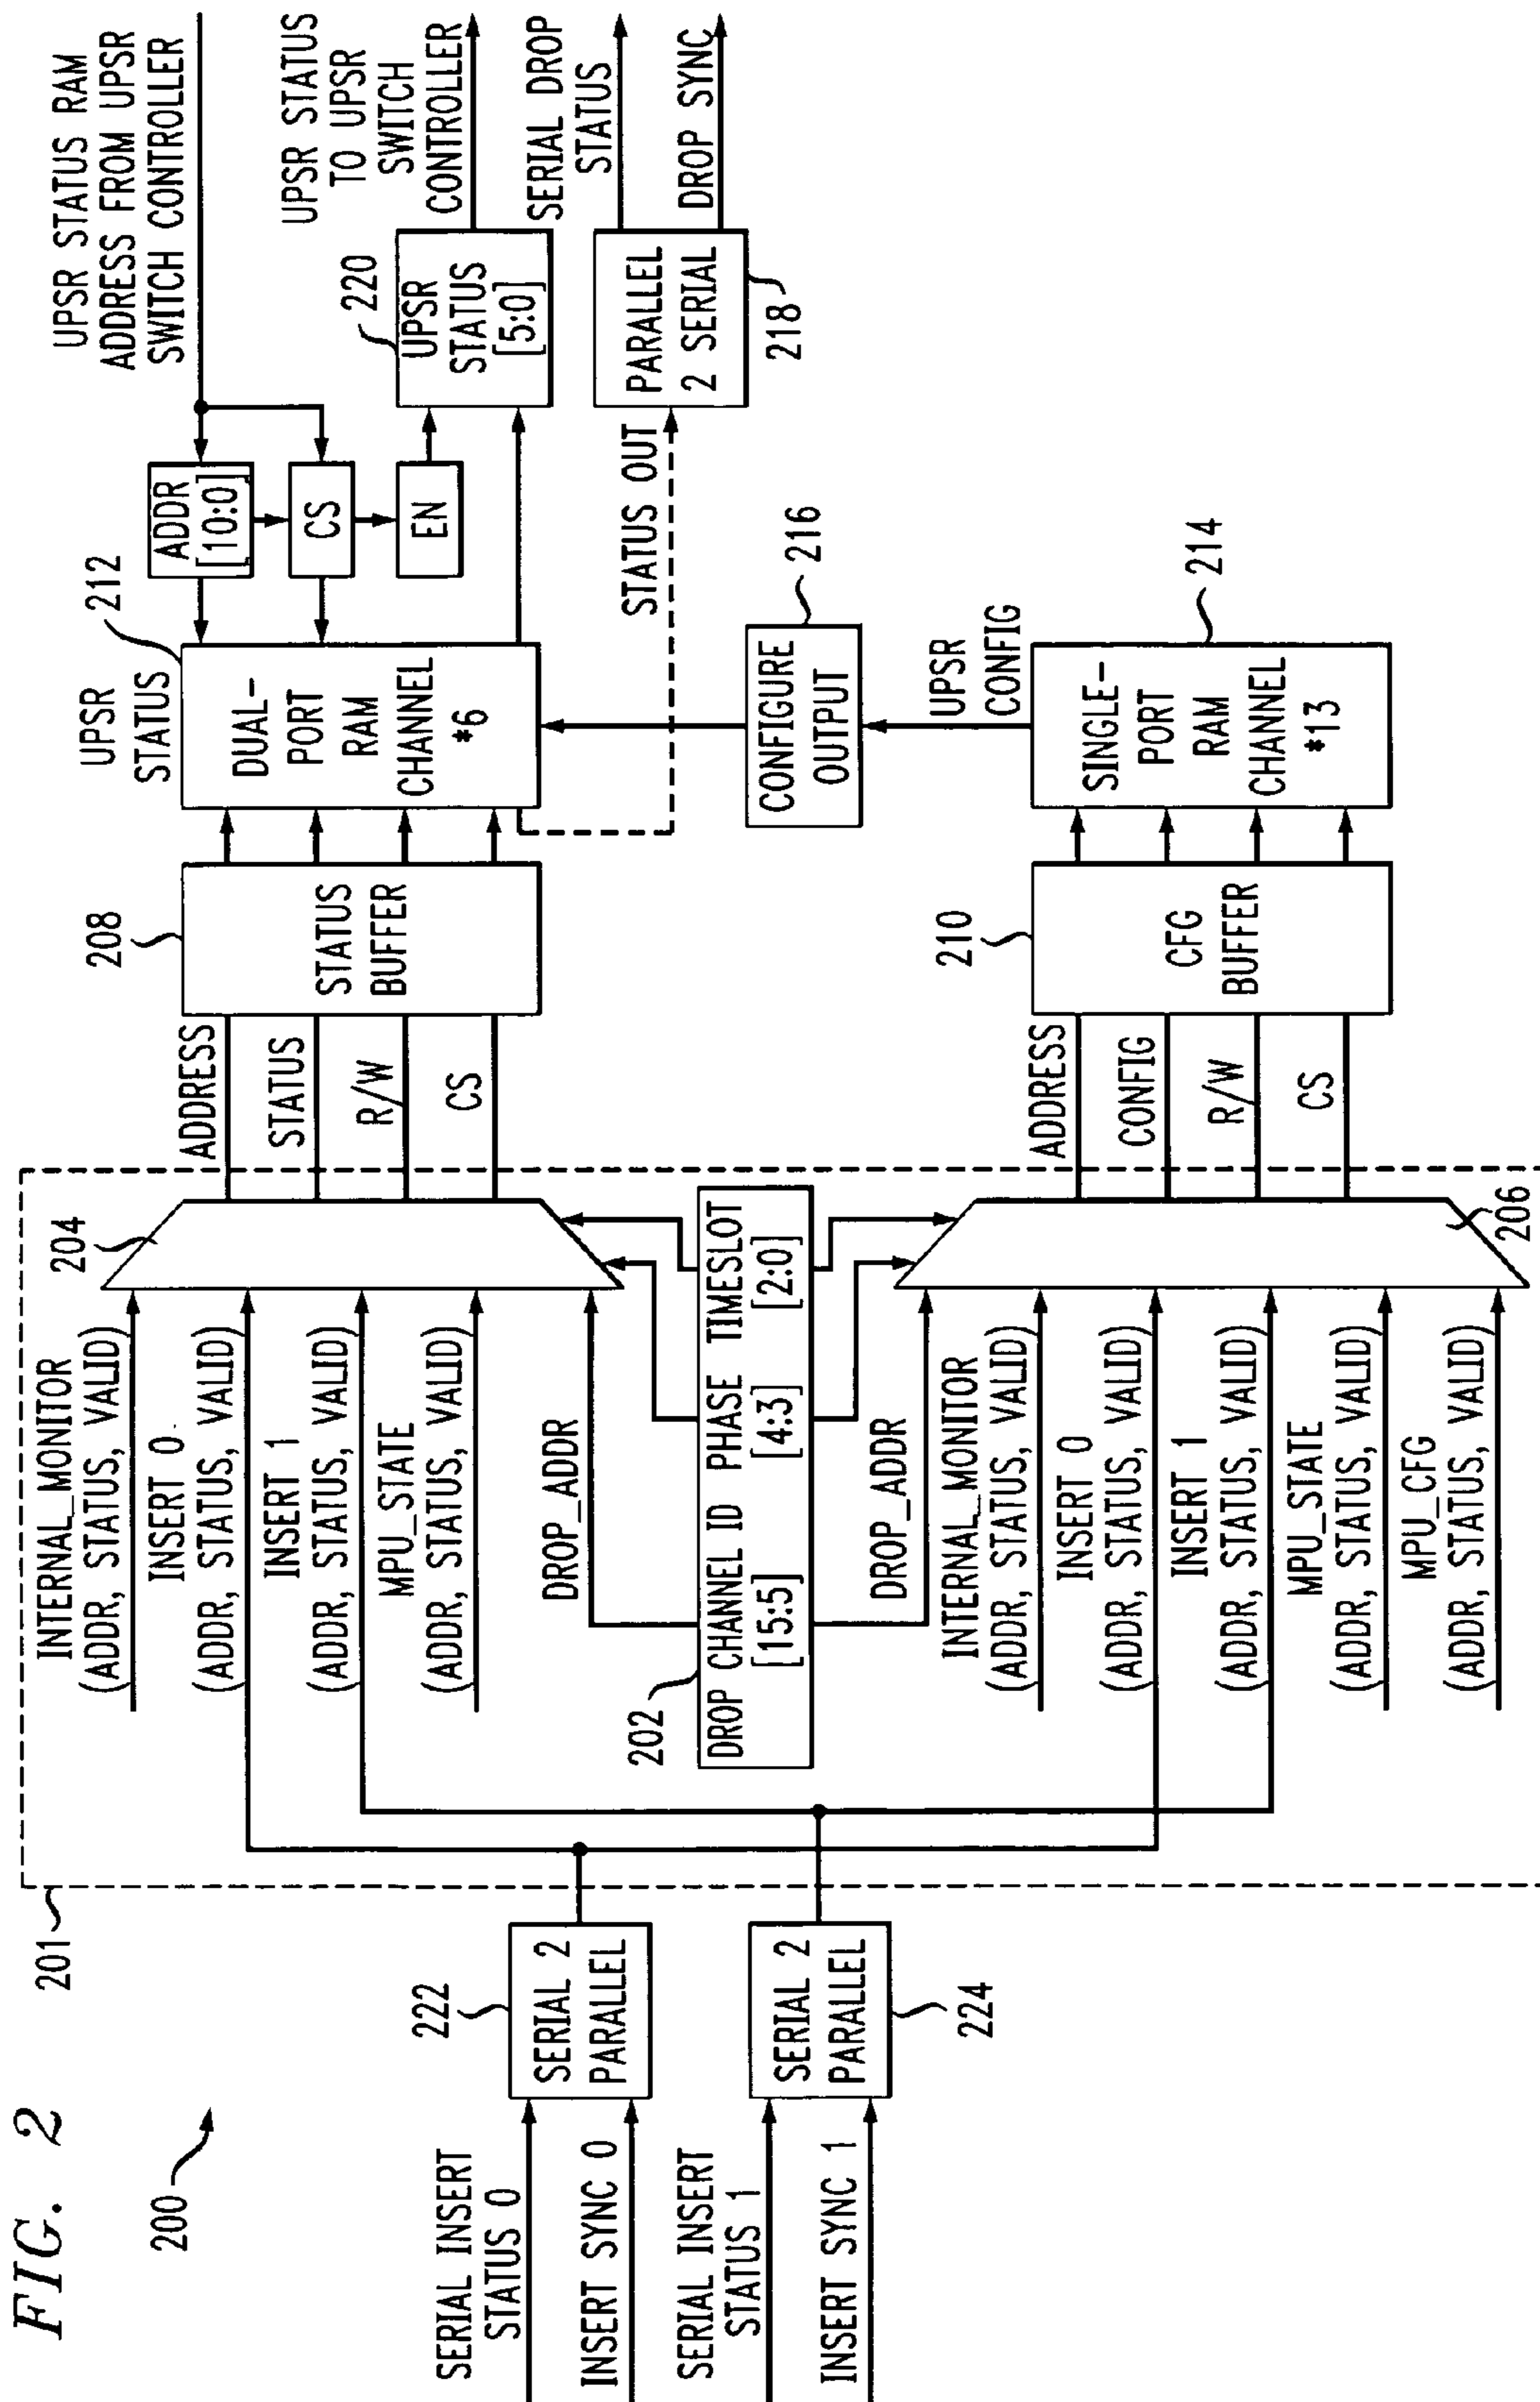 FIG. 2
200
201
SERIAL INSERT
STATUS 0
INSERT SYNC 0
SERIAL INSERT
STATUS 1
INSERT SYNC 1
222
SERIAL 2
PARALLEL
SERIAL 2
PARALLEL
224
INTERNAL_MONITOR
(ADDR, STATUS, VALID)
INSERT 0
(ADDR, STATUS, VALID)
INSERT 1
(ADDR, STATUS, VALID)
MPU_STATE
(ADDR, STATUS, VALID)
DROP_ADDR
204
202
DROP CHANNEL ID PHASE TIMESLOT
[15:5] [4:3] [2:0]
DROP_ADDR
INTERNAL_MONITOR
(ADDR, STATUS, VALID)
INSERT 0
(ADDR, STATUS, VALID)
INSERT 1
(ADDR, STATUS, VALID)
MPU_STATE
(ADDR, STATUS, VALID)
MPU_CFG
(ADDR, STATUS, VALID)
206
ADDRESS
STATUS
R/W
CS
208
STATUS
BUFFER
ADDRESS
CONFIG
R/W
CS
210
CFG
BUFFER
UPSR
STATUS
212
DUAL-
PORT
RAM
CHANNEL
*6
CONFIGURE
OUTPUT
216
UPSR
CONFIG
SINGLE-
PORT
RAM
CHANNEL
*13
214
ADDR
[10:0]
CS
EN
STATUS OUT
UPSR STATUS RAM
ADDRESS FROM UPSR
SWITCH CONTROLLER
220
UPSR
STATUS
[5:0]
UPSR STATUS
TO UPSR
SWITCH
CONTROLLER
PARALLEL
2 SERIAL
218
SERIAL DROP
STATUS
DROP SYNC